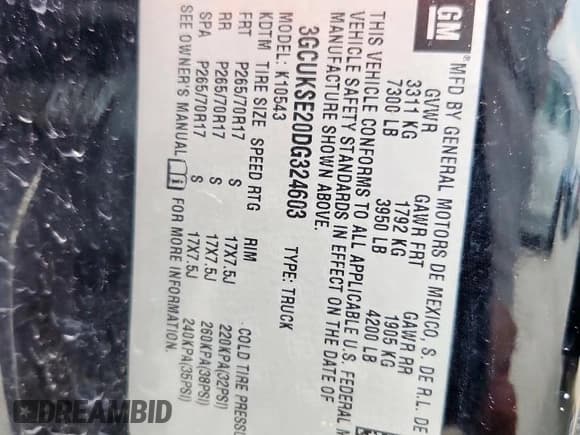 GM
MFD BY GENERAL MOTORS DE MEXICO, S. DE R.L. DE
GVWR GAWR FRT GAWR RR
3311 KG 1792 KG 1905 KG
7300 LB 3950 LB 4200 LB
THIS VEHICLE CONFORMS TO ALL APPLICABLE U.S. FEDERAL M
VEHICLE SAFETY STANDARDS IN EFFECT ON THE DATE OF
MANUFACTURE SHOWN ABOVE.
3GCUKSE20DG324603 TYPE: TRUCK
MODEL: K10543
KDTM TIRE SIZE SPEED RTG RIM COLD TIRE PRESSU
FRT P265/70R17 S 17X7.5J 220KPA(32PSI)
RR P265/70R17 S 17X7.5J 260KPA(38PSI)
SPA P265/70R17 S 17X7.5J 240KPA(35PSI)
SEE OWNER'S MANUAL i FOR MORE INFORMATION.
DREAMBID